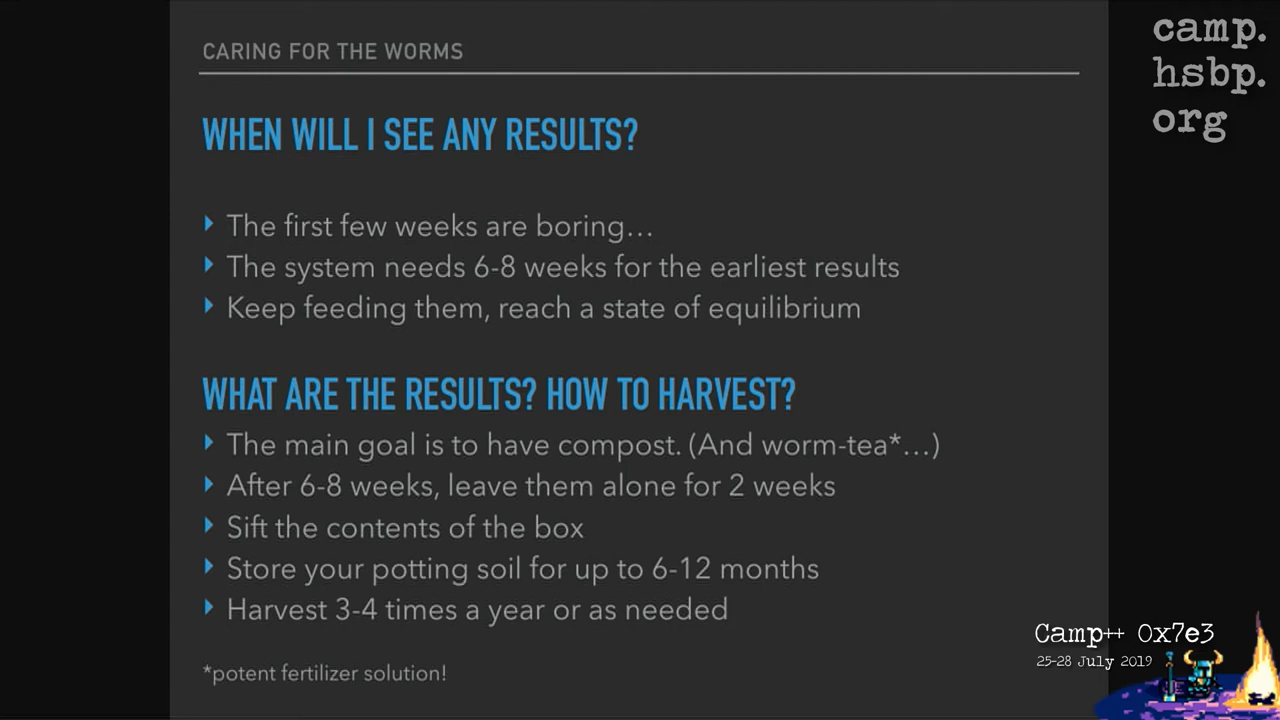 CARING FOR THE WORMS
WHEN WILL I SEE ANY RESULTS?
The first few weeks are boring…
The system needs 6-8 weeks for the earliest results
Keep feeding them, reach a state of equilibrium
WHAT ARE THE RESULTS? HOW TO HARVEST?
The main goal is to have compost. (And worm-tea*…)
After 6-8 weeks, leave them alone for 2 weeks
Sift the contents of the box
Store your potting soil for up to 6-12 months
Harvest 3-4 times a year or as needed
*potent fertilizer solution!
camp.
hsbp.
org
Camp++ 0x7e3
25-28 July 2019